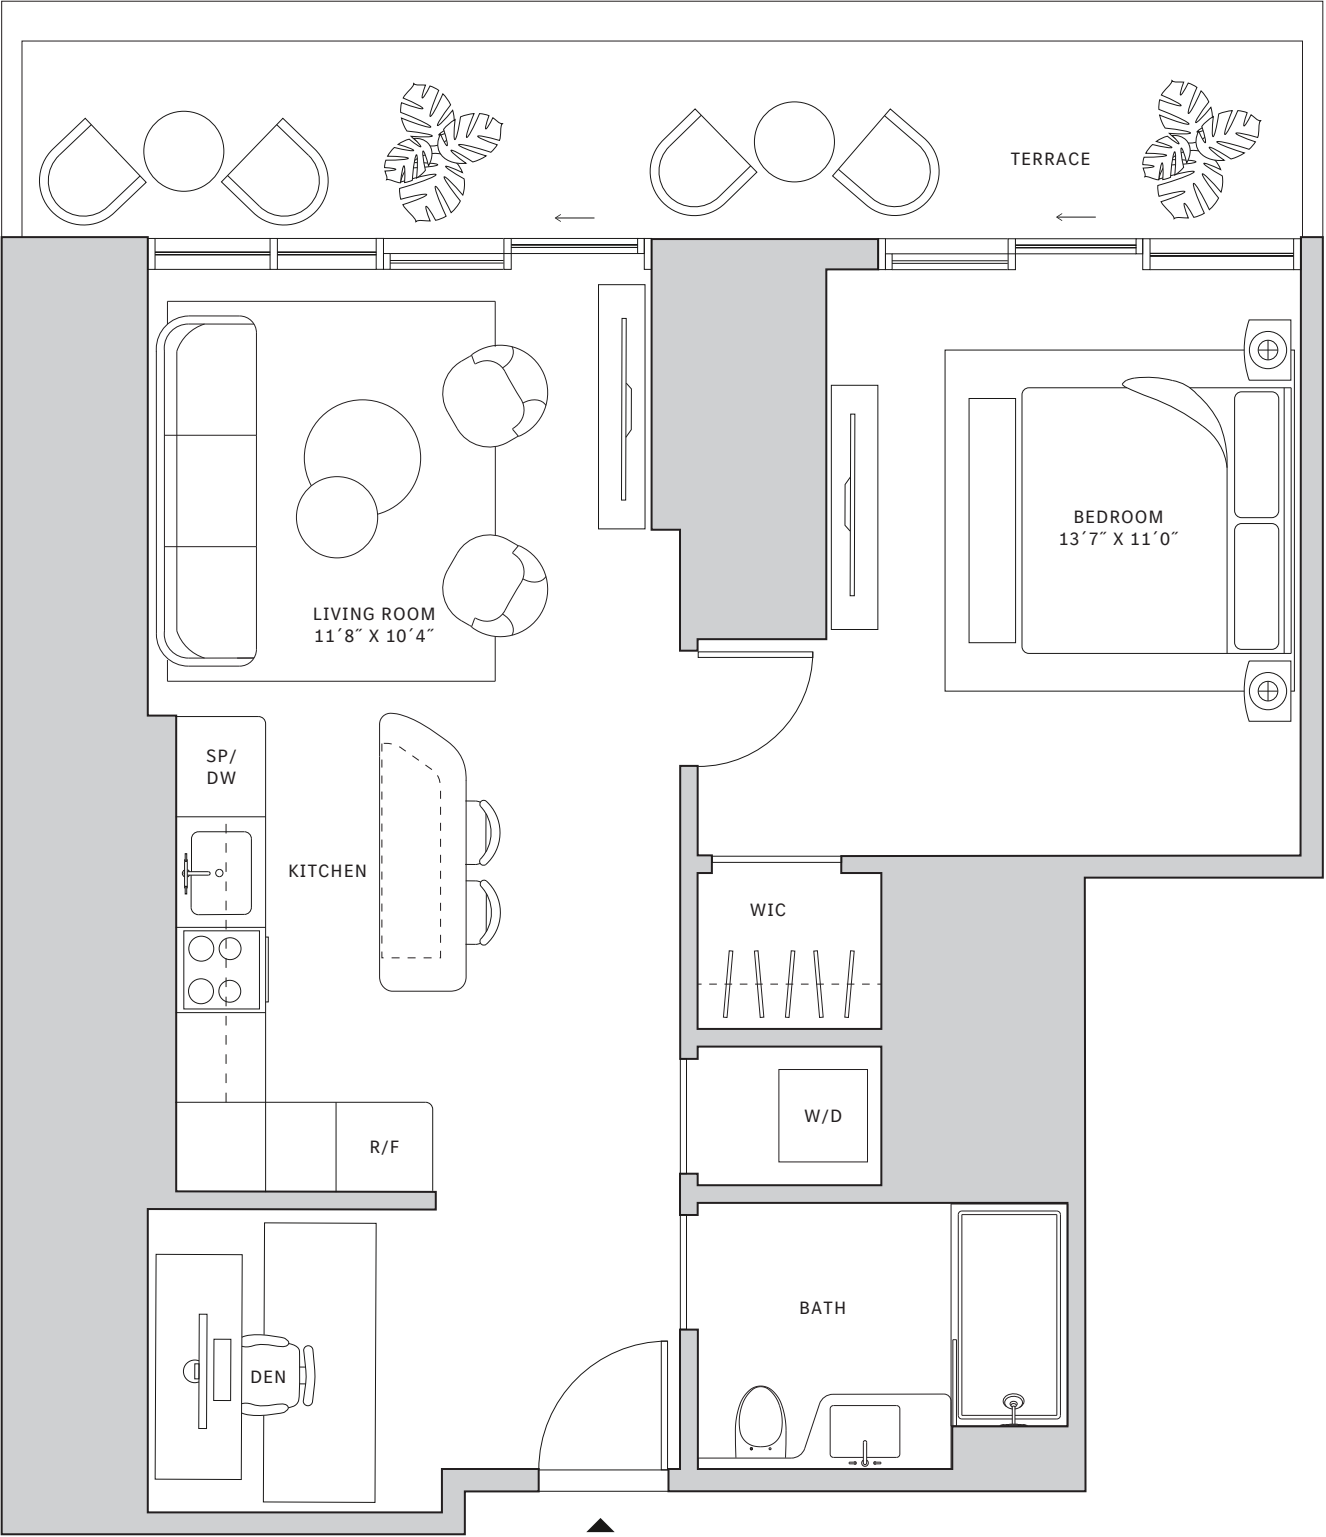 TERRACE
BEDROOM
13´7˝ X 11´0˝
LIVING ROOM
11´8˝ X 10´4˝
SP/
DW
KITCHEN
WIC
W/D
R/F
BATH
DEN